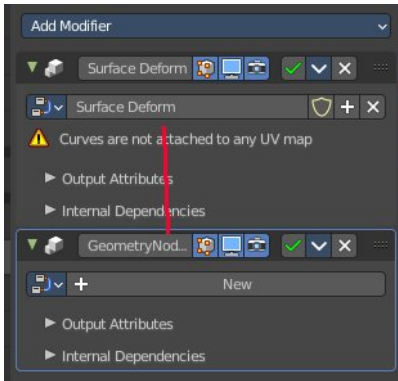 Add Modifier
Surface Deform
Surface Deform
Curves are not attached to any UV map
Output Attributes
Internal Dependencies
GeometryNod...
New
Output Attributes
Internal Dependencies